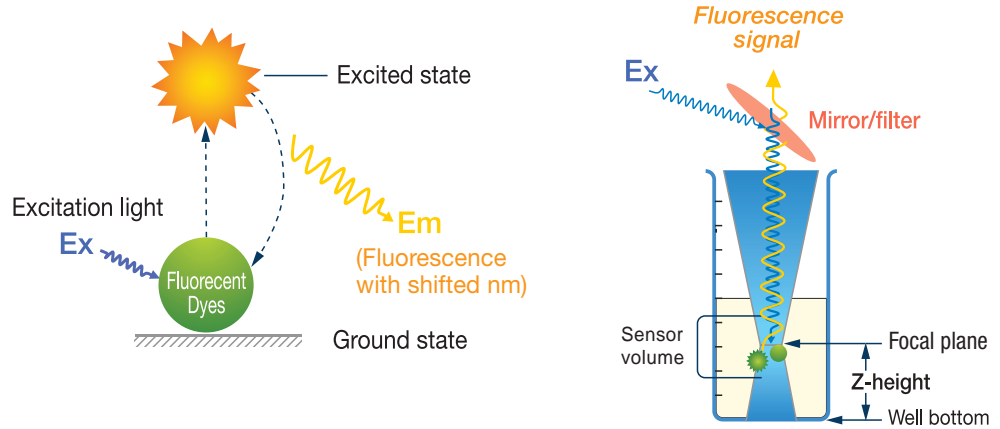 Excited state
Excitation light
Ex
Fluorecent
Dyes
Em
(Fluorescence
with shifted nm)
Ground state
Fluorescence
signal
Ex
Mirror/filter
Sensor
volume
Focal plane
Z-height
Well bottom